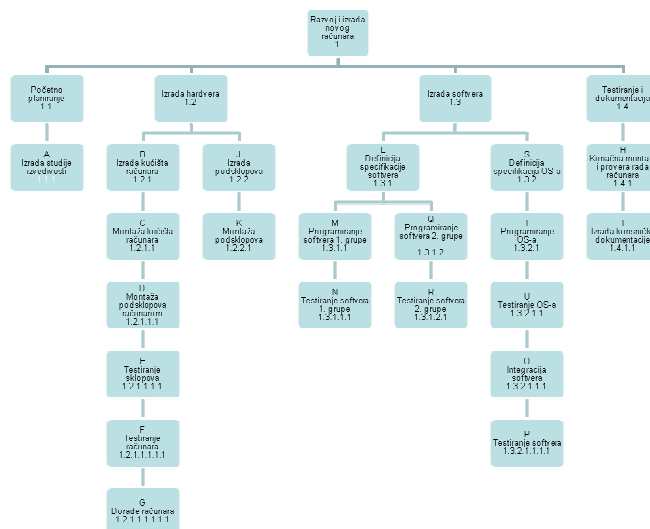 Razvoj i izrada
novog
računara
1
Početno
planiranje
1.1
Izrada hardvera
1.2
Izrada softvera
1.3
Testiranje i
dokumentacija
1.4
A
Izrada studije
izvedivosti
1.1.1
B
Izrada kućišta
računara
1.2.1
J
Izrada
podsklopova
1.2.2
L
Definicija
specifikacije
softvera
1.3.1
S
Definicija
specifikacija OS-a
1.3.2
H
Konačna montaža
i provera rada
računara
1.4.1
C
Montaža kućišta
računara
1.2.1.1
K
Montaža
podsklopova
1.2.2.1
M
Programiranje
softvera 1. grupe
1.3.1.1
Q
Programiranje
softvera 2. grupe
1.3.1.2
T
Programiranje
OS-a
1.3.2.1
I
Izrada korisničke
dokumentacije
1.4.1.1
D
Montaža
podsklopova
računarom
1.2.1.1.1
N
Testiranje softvera
1. grupe
1.3.1.1.1
R
Testiranje softvera
2. grupe
1.3.1.2.1
U
Testiranje OS-a
1.3.2.1.1
E
Testiranje
sklopova
1.2.1.1.1.1
O
Integracija
softvera
1.3.2.1.1.1
F
Testiranje
računara
1.2.1.1.1.1.1
P
Testiranje softvera
1.3.2.1.1.1.1
G
Dorade računara
1.2.1.1.1.1.1.1